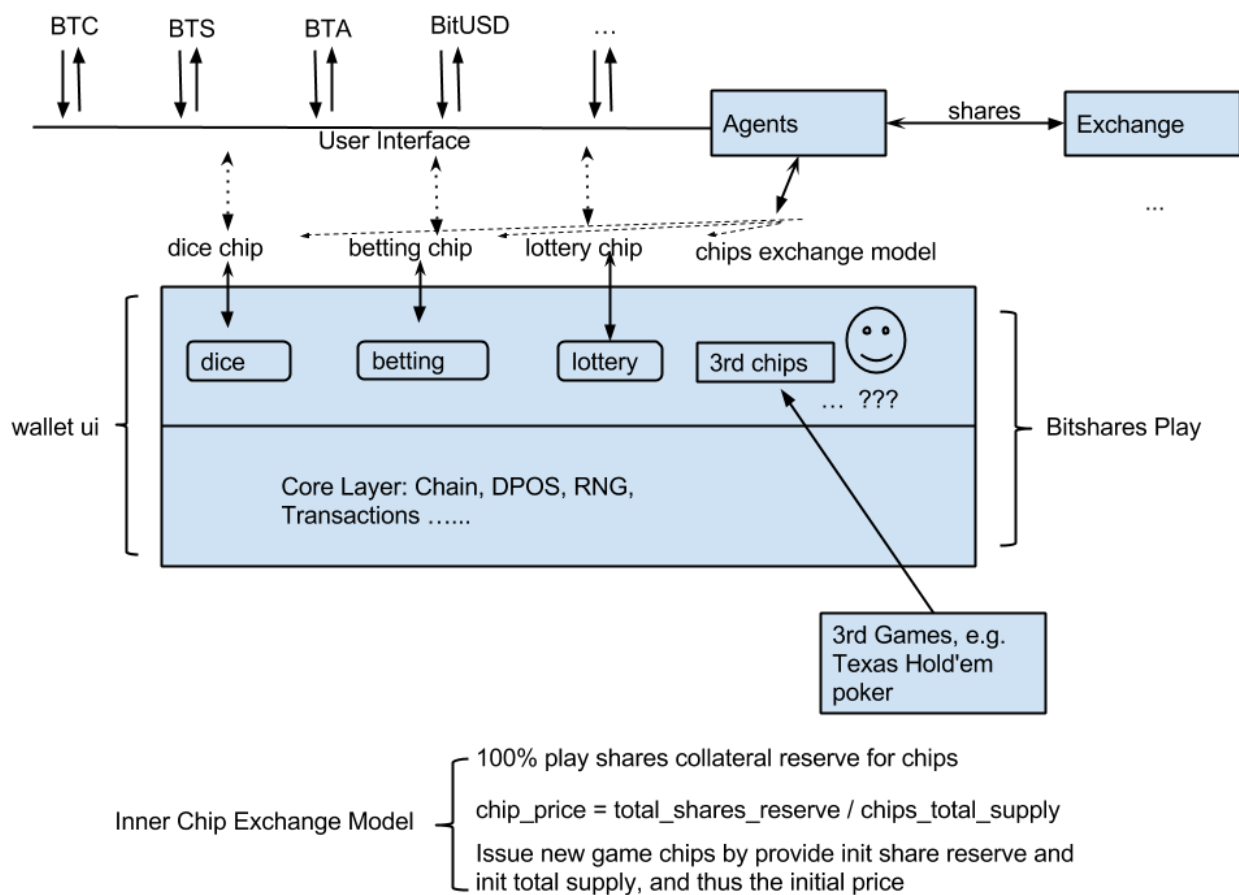 BTC
BTS
BTA
BitUSD
...
User Interface
Agents
shares
Exchange
...
dice chip
betting chip
lottery chip
chips exchange model
dice
betting
lottery
3rd chips
... ???
wallet ui
Bitshares Play
Core Layer: Chain, DPOS, RNG,
Transactions …...
3rd Games, e.g.
Texas Hold'em
poker
100% play shares collateral reserve for chips
Inner Chip Exchange Model
chip_price = total_shares_reserve / chips_total_supply
Issue new game chips by provide init share reserve and
init total supply, and thus the initial price